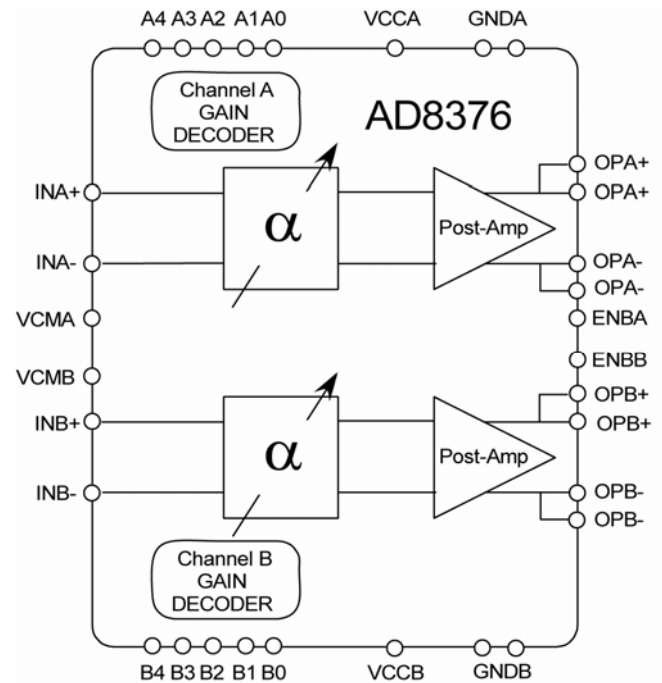 A4 A3 A2 A1 A0 VCCA GNDA
Channel A
GAIN
DECODER
AD8376
INA+
INA-
VCMA
VCMB
INB+
INB-
α
Post-Amp
OPA+
OPA+
OPA-
OPA-
ENBA
ENBB
OPB+
OPB+
OPB-
OPB-
α
Post-Amp
Channel B
GAIN
DECODER
B4 B3 B2 B1 B0 VCCB GNDB